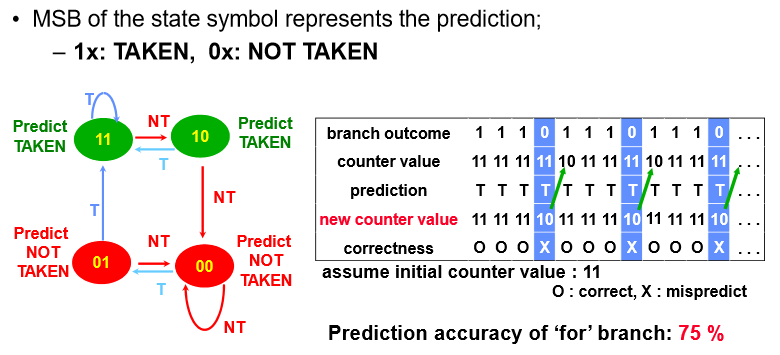 • MSB of the state symbol represents the prediction;
– 1x: TAKEN, 0x: NOT TAKEN
T
NT
Predict
TAKEN
11
10
Predict
TAKEN
T
T
NT
Predict
NOT
TAKEN
01
NT
00
Predict
NOT
TAKEN
T
NT
branch outcome 1 1 1 0 1 1 1 0 1 1 1 0 . . .
counter value 11 11 11 11 10 11 11 11 10 11 11 11 . . .
prediction T T T T T T T T T T T T . . .
new counter value 11 11 11 10 11 11 11 10 11 11 11 10 . . .
correctness O O O X O O O X O O O X . . .
assume initial counter value : 11
O : correct, X : mispredict
Prediction accuracy of ‘for’ branch: 75 %